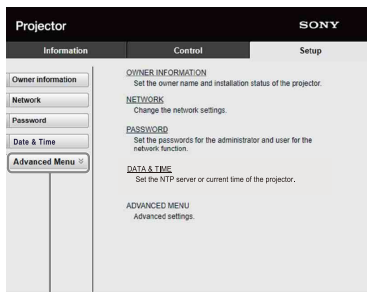 Projector
SONY
Information
Control
Setup
Owner information
Network
Password
Date & Time
Advanced Menu
OWNER INFORMATION
Set the owner name and installation status of the projector.
NETWORK
Change the network settings.
PASSWORD
Set the passwords for the administrator and user for the
network function.
DATA & TIME
Set the NTP server or current time of the projector.
ADVANCED MENU
Advanced settings.